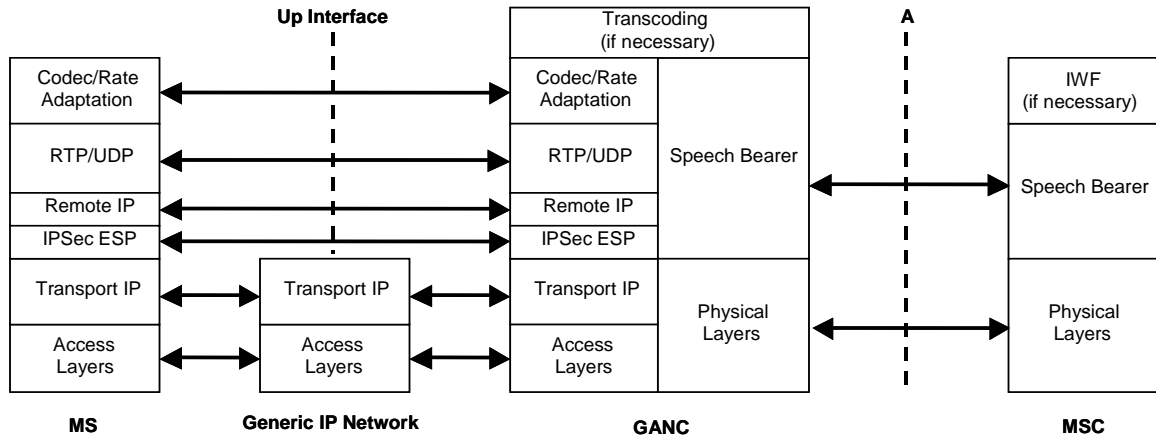 Up Interface
A
Transcoding
(if necessary)
Codec/Rate
Adaptation
RTP/UDP
Remote IP
IPSec ESP
Transport IP
Access
Layers
MS
Transport IP
Access
Layers
Generic IP Network
Codec/Rate
Adaptation
RTP/UDP
Remote IP
IPSec ESP
Transport IP
Access
Layers
Speech Bearer
Physical
Layers
GANC
IWF
(if necessary)
Speech Bearer
Physical
Layers
MSC